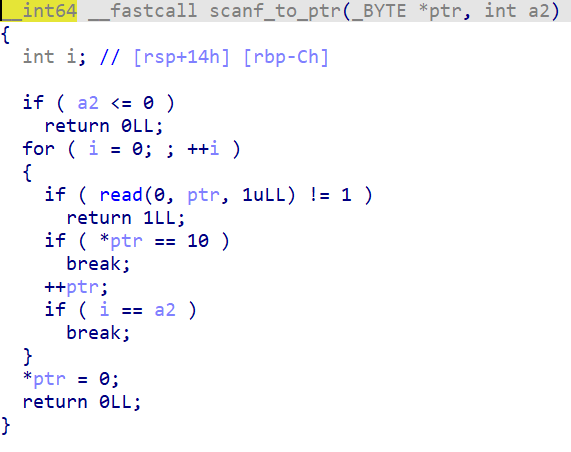 __int64 __fastcall scanf_to_ptr(_BYTE *ptr, int a2)
{
  int i; // [rsp+14h] [rbp-Ch]

  if ( a2 <= 0 )
    return 0LL;
  for ( i = 0; ; ++i )
  {
    if ( read(0, ptr, 1uLL) != 1 )
      return 1LL;
    if ( *ptr == 10 )
      break;
    ++ptr;
    if ( i == a2 )
      break;
  }
  *ptr = 0;
  return 0LL;
}